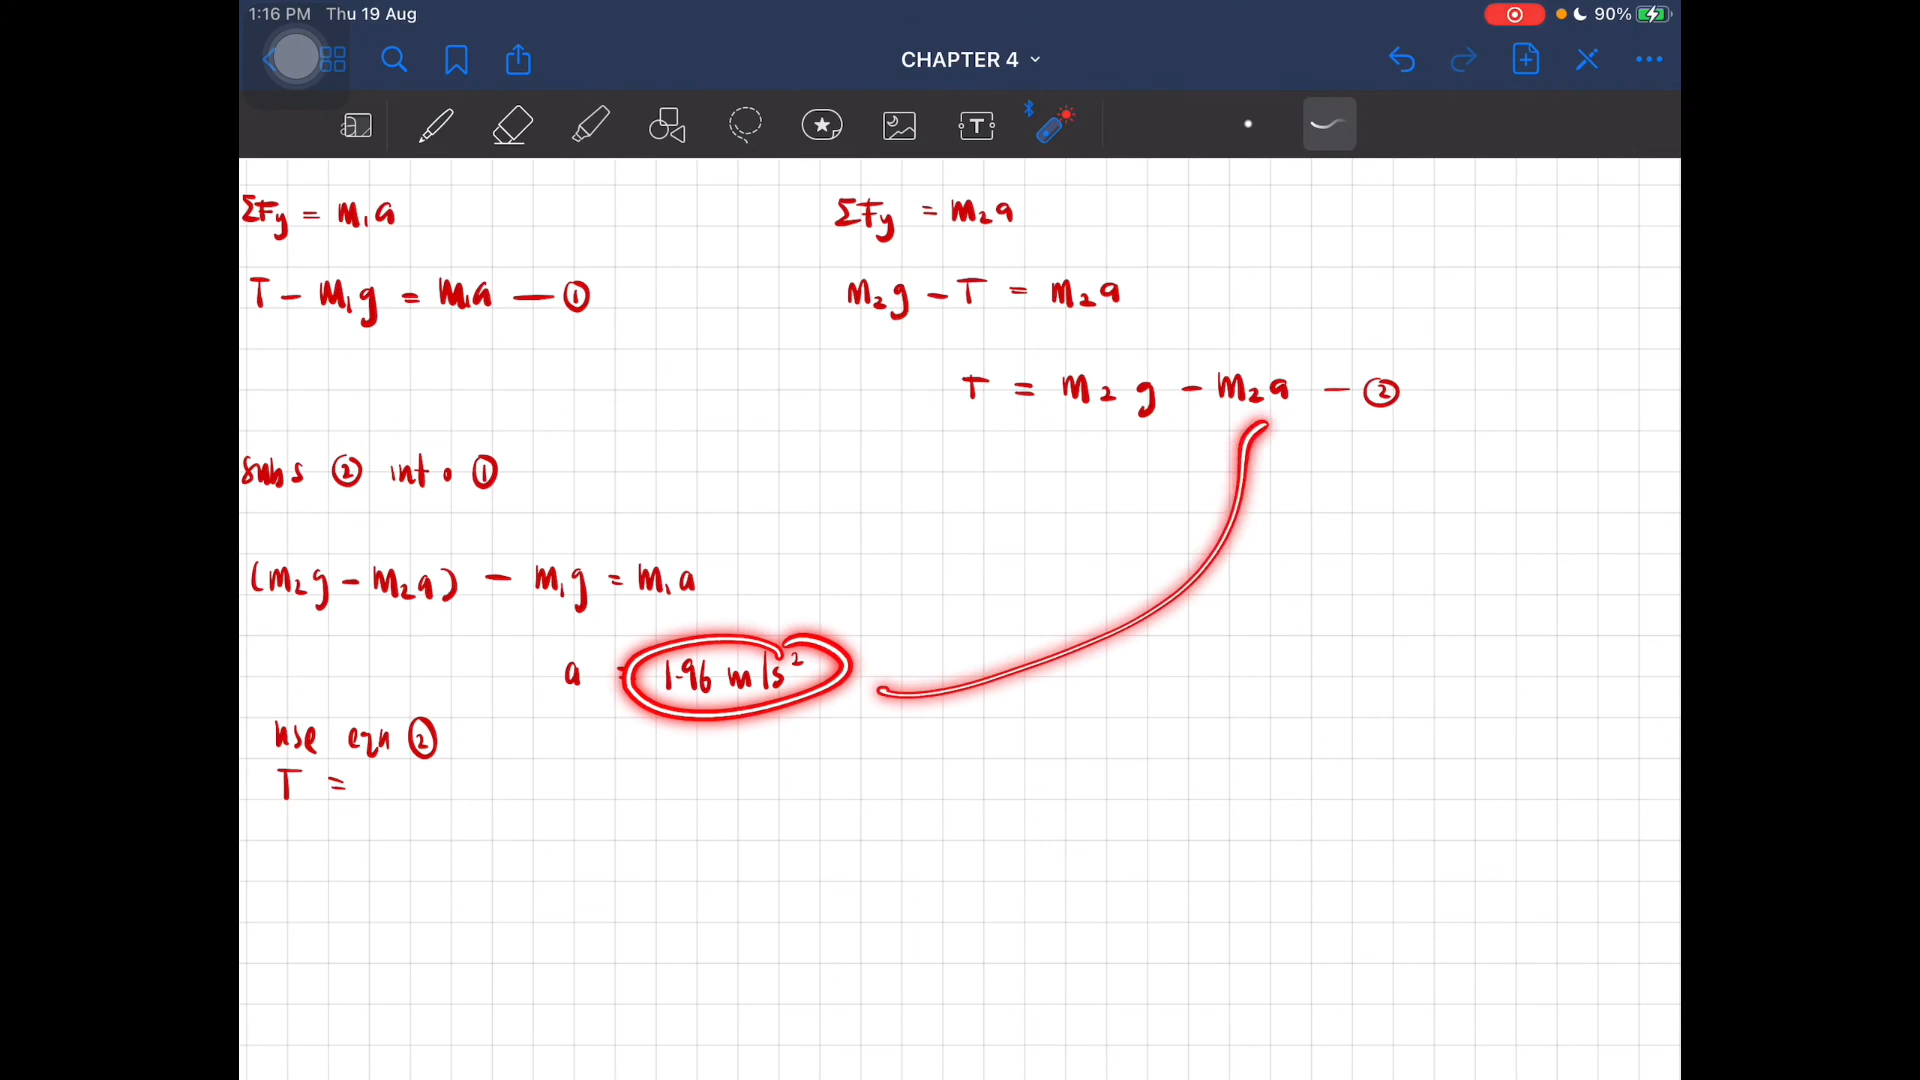 1:16 PM Thu 19 Aug
90%
CHAPTER 4
T
ΣFy = m₁a
T - m₁g = m₁a — ①
ΣFy = m₂a
m₂g - T = m₂a
T = m₂g - m₂a — ②
subs ② into ①
(m₂g - m₂a) - m₁g = m₁a
a = 1.96 m/s²
use eqn ②
T =